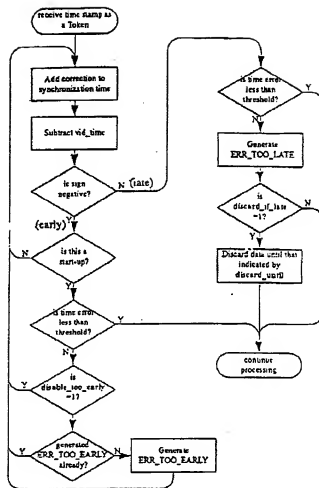 receive time stamp as
a Token
Add correction to
synchronization time
Subtract vid_time
is sign
negative?
N (late)
(early) Y
N
is this a
start-up?
Y
is time error
less than
threshold?
Y
N
is
disable_too_early
=1?
Y
N
generated
ERR_TOO_EARLY
already?
Y
N
Generate
ERR_TOO_EARLY
is time error
less than
threshold?
Y
N
Generate
ERR_TOO_LATE
is
discard_if_late
=1?
N
Y
Discard data until that
indicated by
discard_until
continue
processing